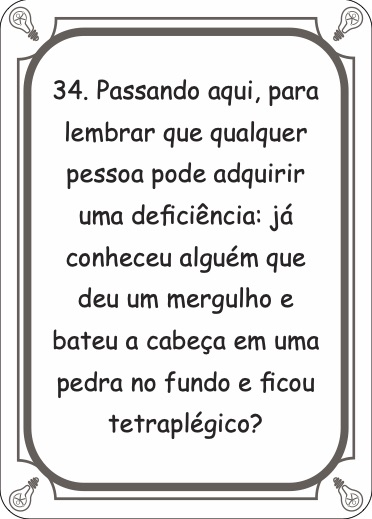 34. Passando aqui, para
lembrar que qualquer
pessoa pode adquirir
uma deficiência: já
conheceu alguém que
deu um mergulho e
bateu a cabeça em uma
pedra no fundo e ficou
tetraplégico?